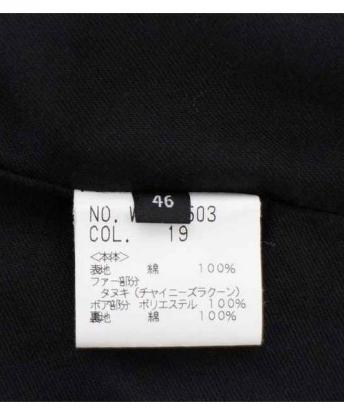 46
NO. W 503
COL. 19
<本体>
表地 綿 100%
ファー部分
タヌキ(チャイニーズラクーン)
ボア部分 ポリエステル 100%
裏地 綿 100%